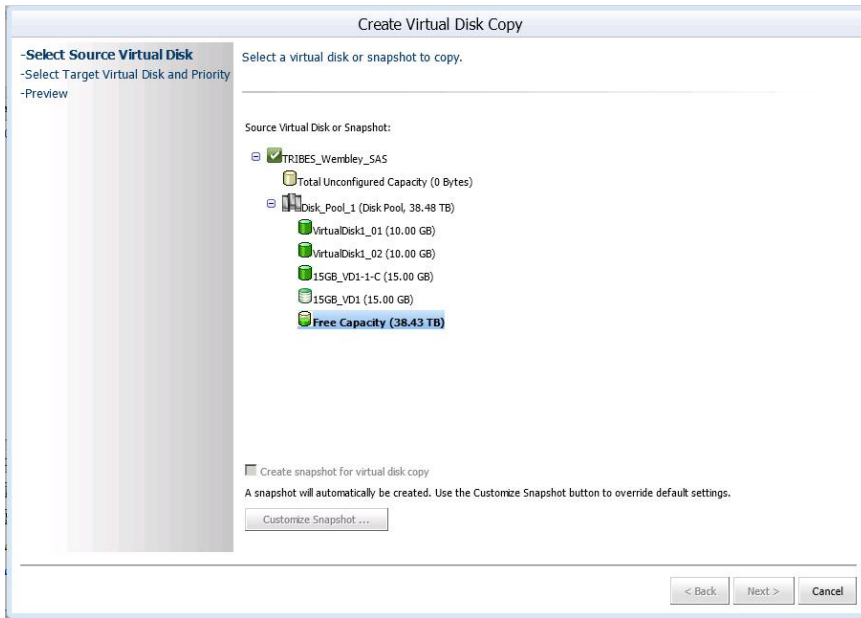 Create Virtual Disk Copy
-Select Source Virtual Disk
-Select Target Virtual Disk and Priority
-Preview
Select a virtual disk or snapshot to copy.
Source Virtual Disk or Snapshot:
TRIBES_Wembley_SAS
Total Unconfigured Capacity (0 Bytes)
Disk_Pool_1 (Disk Pool, 38.48 TB)
VirtualDisk1_01 (10.00 GB)
VirtualDisk1_02 (10.00 GB)
15GB_VD1-1-C (15.00 GB)
15GB_VD1 (15.00 GB)
Free Capacity (38.43 TB)
Create snapshot for virtual disk copy
A snapshot will automatically be created. Use the Customize Snapshot button to override default settings.
Customize Snapshot ...
< Back
Next >
Cancel